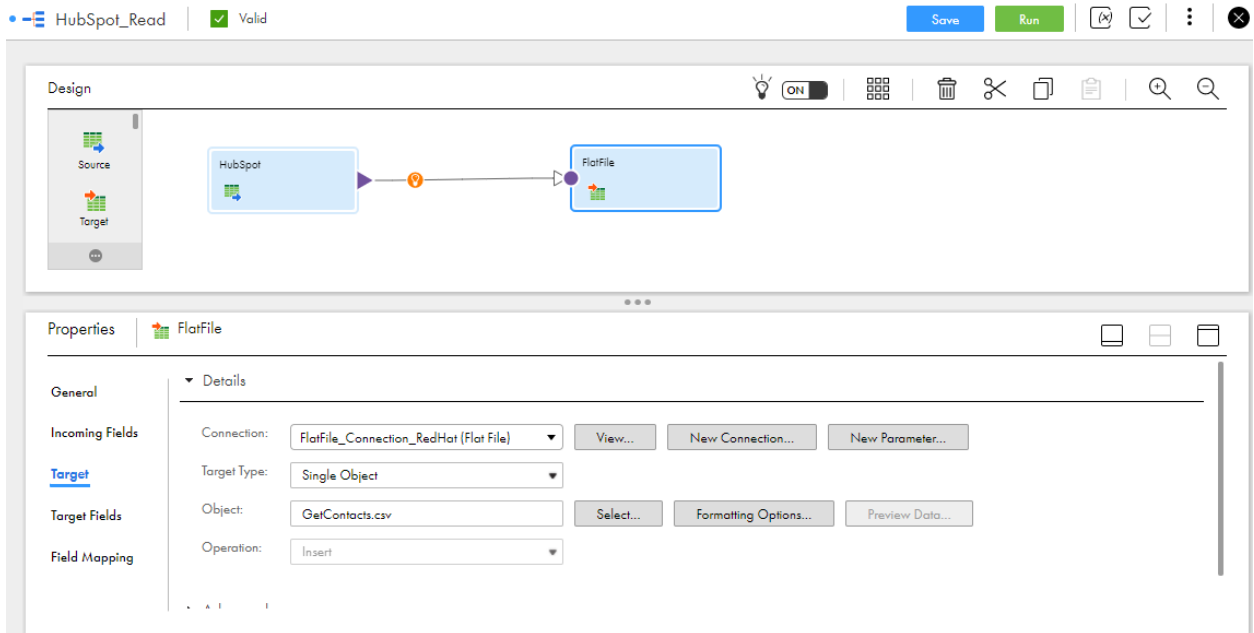 HubSpot_Read Valid Save Run
Design ON
Source
Target
HubSpot
FlatFile
Properties FlatFile
General
Incoming Fields
Target
Target Fields
Field Mapping
Details
Connection: FlatFile_Connection_RedHat (Flat File) View... New Connection... New Parameter...
Target Type: Single Object
Object: GetContacts.csv Select... Formatting Options... Preview Data...
Operation: Insert